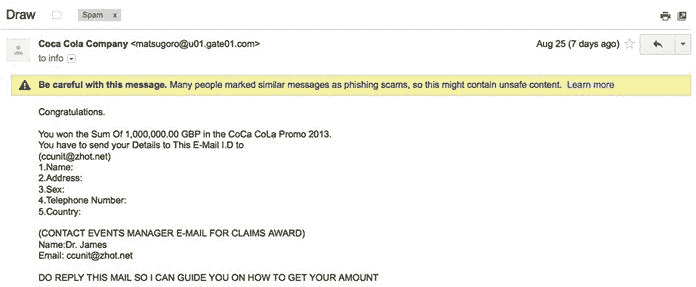 Draw Spam x
Coca Cola Company <matsugoro@u01.gate01.com> Aug 25 (7 days ago)
to info
Be careful with this message. Many people marked similar messages as phishing scams, so this might contain unsafe content. Learn more
Congratulations.
You won the Sum Of 1,000,000.00 GBP in the CoCa CoLa Promo 2013.
You have to send your Details to This E-Mail I.D to
(ccunit@zhot.net)
1.Name:
2.Address:
3.Sex:
4.Telephone Number:
5.Country:
(CONTACT EVENTS MANAGER E-MAIL FOR CLAIMS AWARD)
Name:Dr. James
Email: ccunit@zhot.net
DO REPLY THIS MAIL SO I CAN GUIDE YOU ON HOW TO GET YOUR AMOUNT